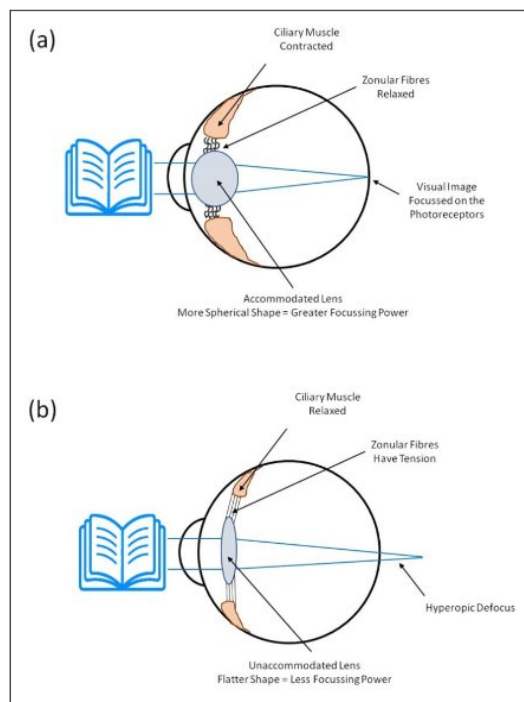 (a)
Ciliary Muscle
Contracted
Zonular Fibres
Relaxed
Visual Image
Focussed on the
Photoreceptors
Accommodated Lens
More Spherical Shape = Greater Focussing Power
(b)
Ciliary Muscle
Relaxed
Zonular Fibres
Have Tension
Hyperopic Defocus
Unaccommodated Lens
Flatter Shape = Less Focussing Power